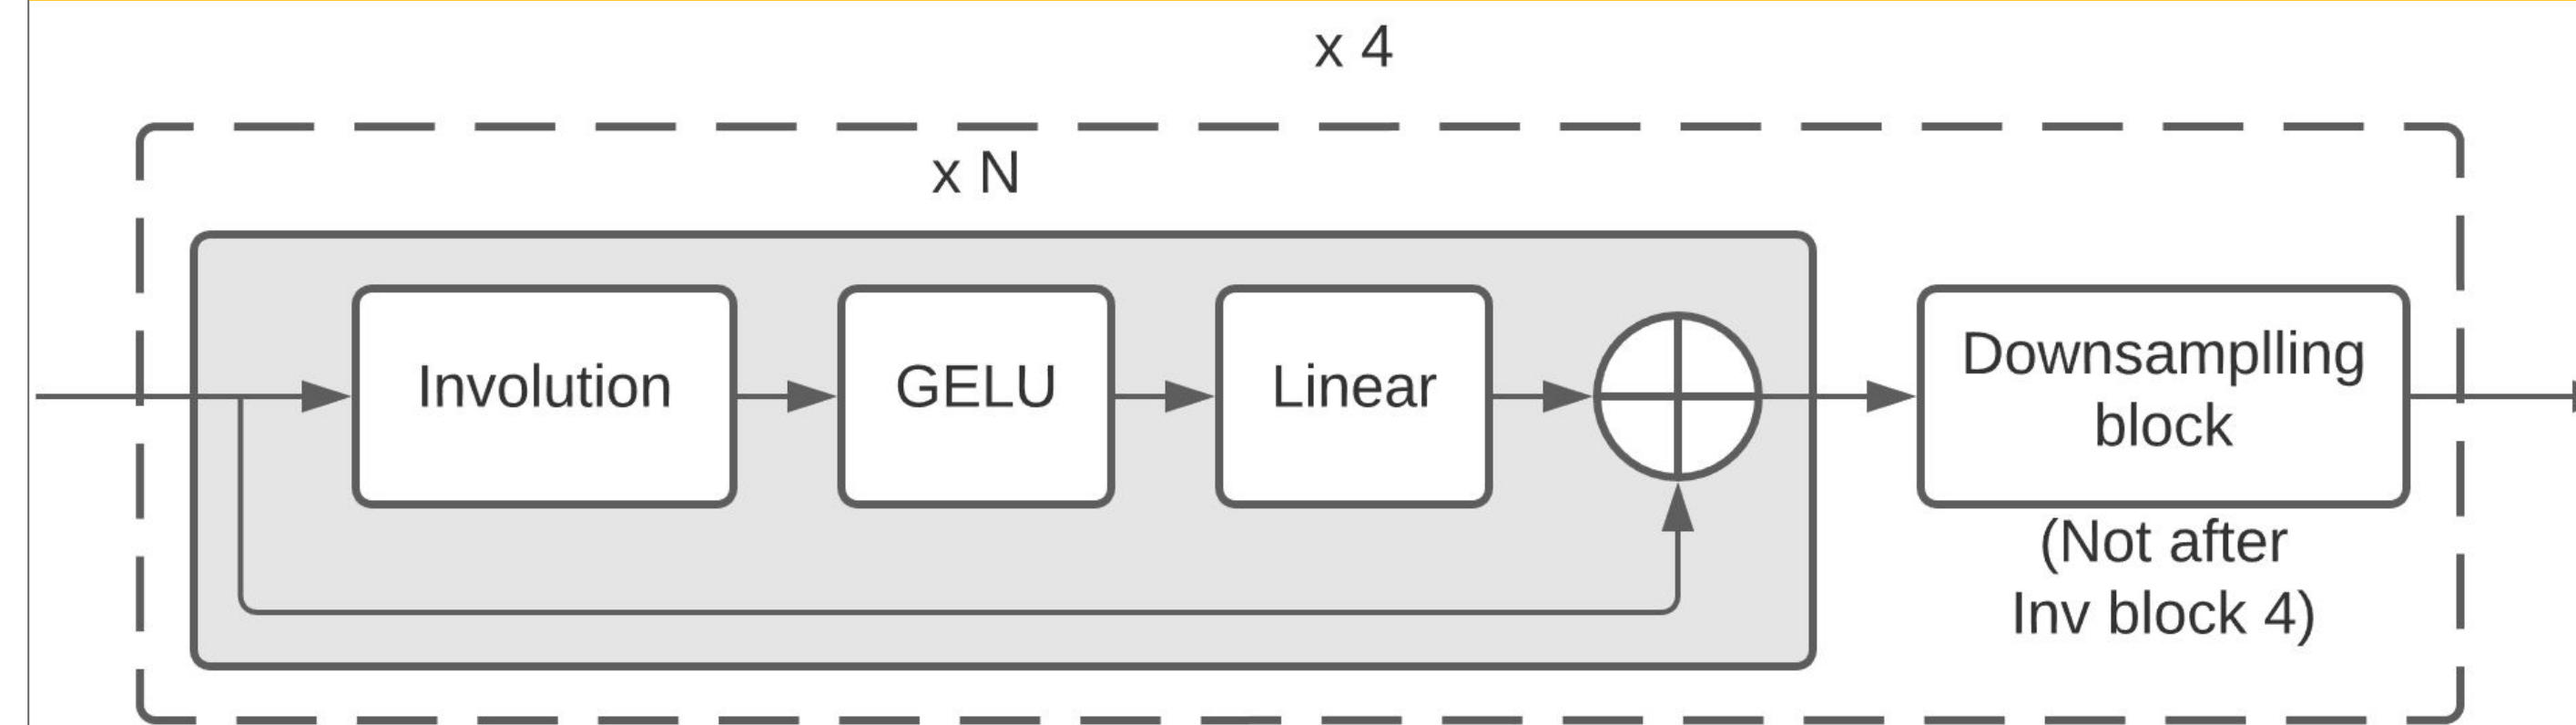 x 4
x N
Involution
GELU
Linear
Downsamplling
block
(Not after
Inv block 4)